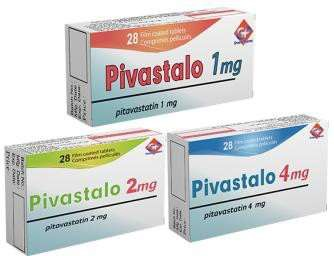 28 Film coated tablets
Comprimés pelliculés
Pivastalo 1mg
pitavastatin 1 mg
28 Film coated tablets
Comprimés pelliculés
Pivastalo 2mg
pitavastatin 2 mg
28 Film coated tablets
Comprimés pelliculés
Pivastalo 4mg
pitavastatin 4 mg